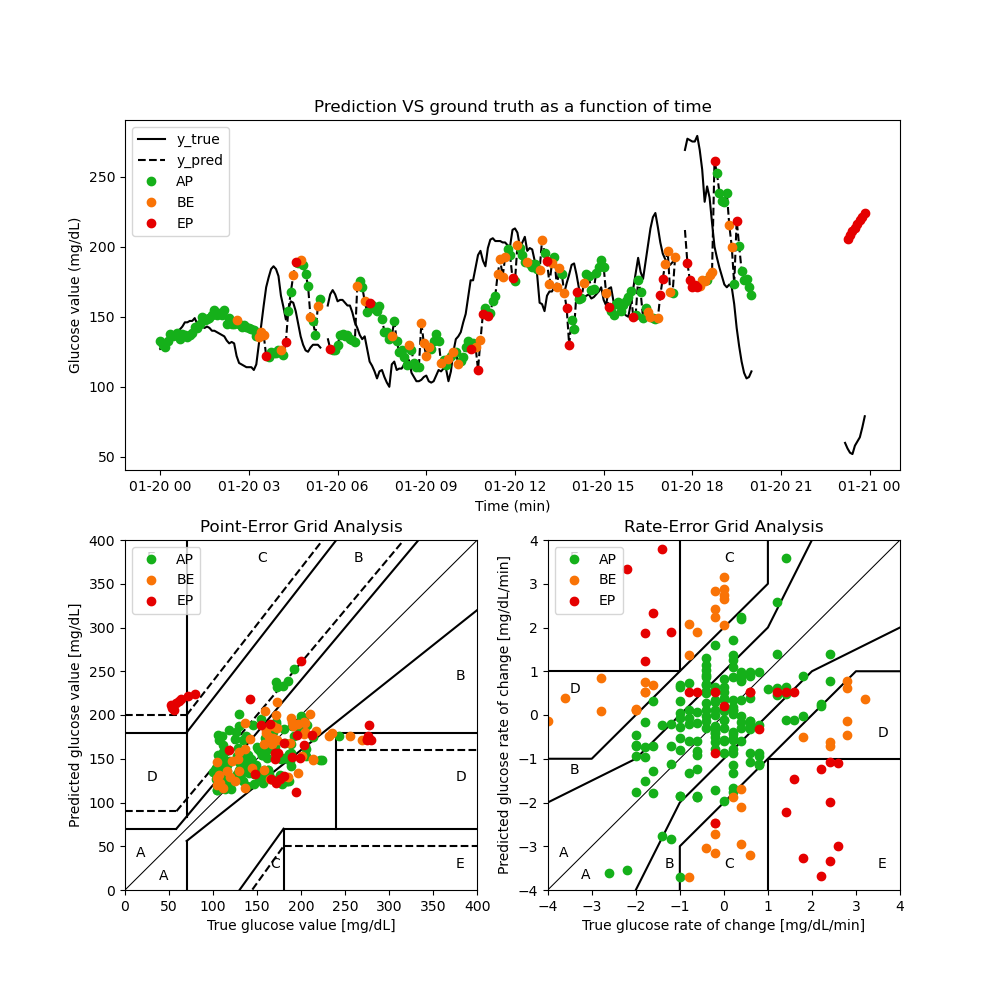 Prediction VS ground truth as a function of time
Glucose value (mg/dL)
250
200
150
100
50
y_true
y_pred
AP
BE
EP
01-20 00 01-20 03 01-20 06 01-20 09 01-20 12 01-20 15 01-20 18 01-20 21 01-21 00
Time (min)
Point-Error Grid Analysis
Predicted glucose value [mg/dL]
400
350
300
250
200
150
100
50
0
AP
BE
EP
C B
B
D D
A
A C E
0 50 100 150 200 250 300 350 400
True glucose value [mg/dL]
Rate-Error Grid Analysis
Predicted glucose rate of change [mg/dL/min]
4
3
2
1
0
−1
−2
−3
−4
AP
BE
EP
C
D
D
B
A
A B C E
−4 −3 −2 −1 0 1 2 3 4
True glucose rate of change [mg/dL/min]